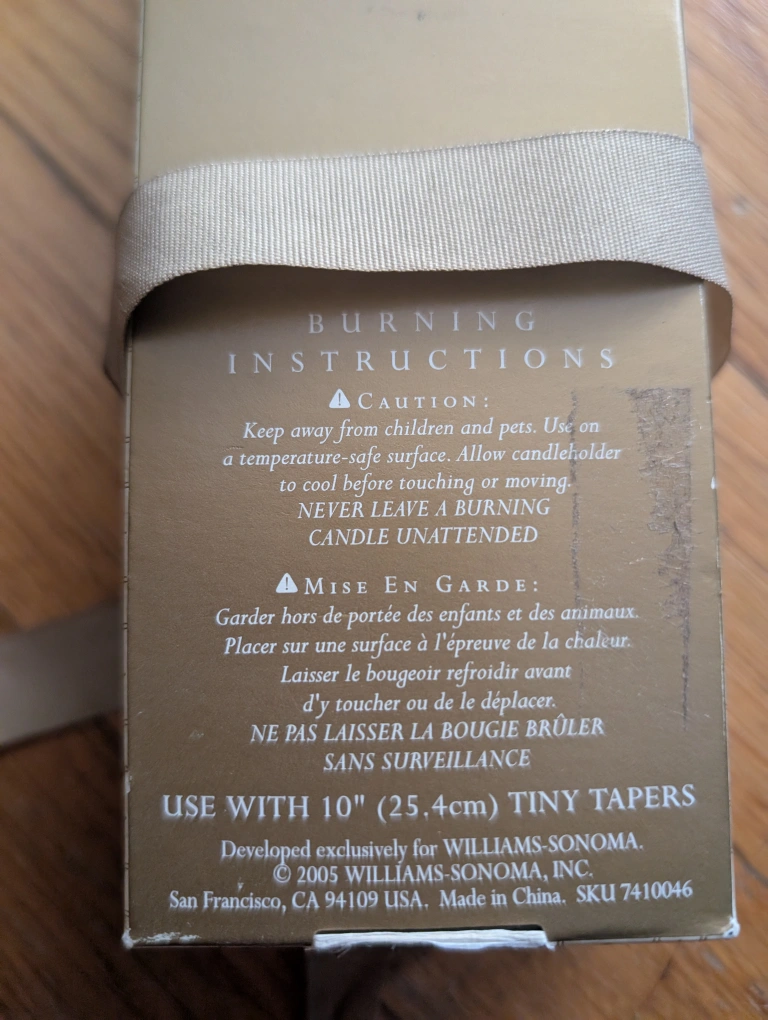 BURNING
INSTRUCTIONS
⚠ CAUTION:
Keep away from children and pets. Use on
a temperature-safe surface. Allow candleholder
to cool before touching or moving.
NEVER LEAVE A BURNING
CANDLE UNATTENDED
⚠ MISE EN GARDE:
Garder hors de portée des enfants et des animaux.
Placer sur une surface à l'épreuve de la chaleur.
Laisser le bougeoir refroidir avant
d'y toucher ou de le déplacer.
NE PAS LAISSER LA BOUGIE BRÛLER
SANS SURVEILLANCE
USE WITH 10" (25.4cm) TINY TAPERS
Developed exclusively for WILLIAMS-SONOMA.
© 2005 WILLIAMS-SONOMA, INC.
San Francisco, CA 94109 USA. Made in China. SKU 7410046